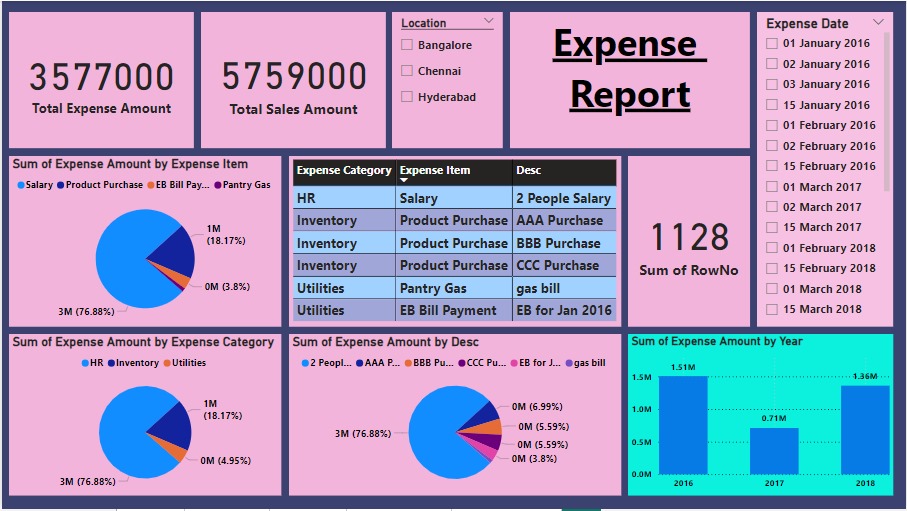 3577000
Total Expense Amount
5759000
Total Sales Amount
Location
Bangalore
Chennai
Hyderabad
Expense
Report
Expense Date
01 January 2016
02 January 2016
03 January 2016
15 January 2016
01 February 2016
02 February 2016
15 February 2016
01 March 2017
02 March 2017
15 March 2017
01 February 2018
15 February 2018
01 March 2018
15 March 2018
Sum of Expense Amount by Expense Item
Salary Product Purchase EB Bill Pay... Pantry Gas
1M
(18.17%)
0M (3.8%)
3M (76.88%)
Expense Category Expense Item Desc
HR Salary 2 People Salary
Inventory Product Purchase AAA Purchase
Inventory Product Purchase BBB Purchase
Inventory Product Purchase CCC Purchase
Utilities Pantry Gas gas bill
Utilities EB Bill Payment EB for Jan 2016
1128
Sum of RowNo
Sum of Expense Amount by Expense Category
HR Inventory Utilities
1M
(18.17%)
0M (4.95%)
3M (76.88%)
Sum of Expense Amount by Desc
2 Peopl... AAA P... BBB Pu... CCC Pu... EB for J... gas bill
0M (6.99%)
0M (5.59%)
3M (76.88%)
0M (5.59%)
0M (3.8%)
Sum of Expense Amount by Year
1.51M
1.36M
1.5M
1.0M
0.71M
0.5M
0.0M
2016 2017 2018